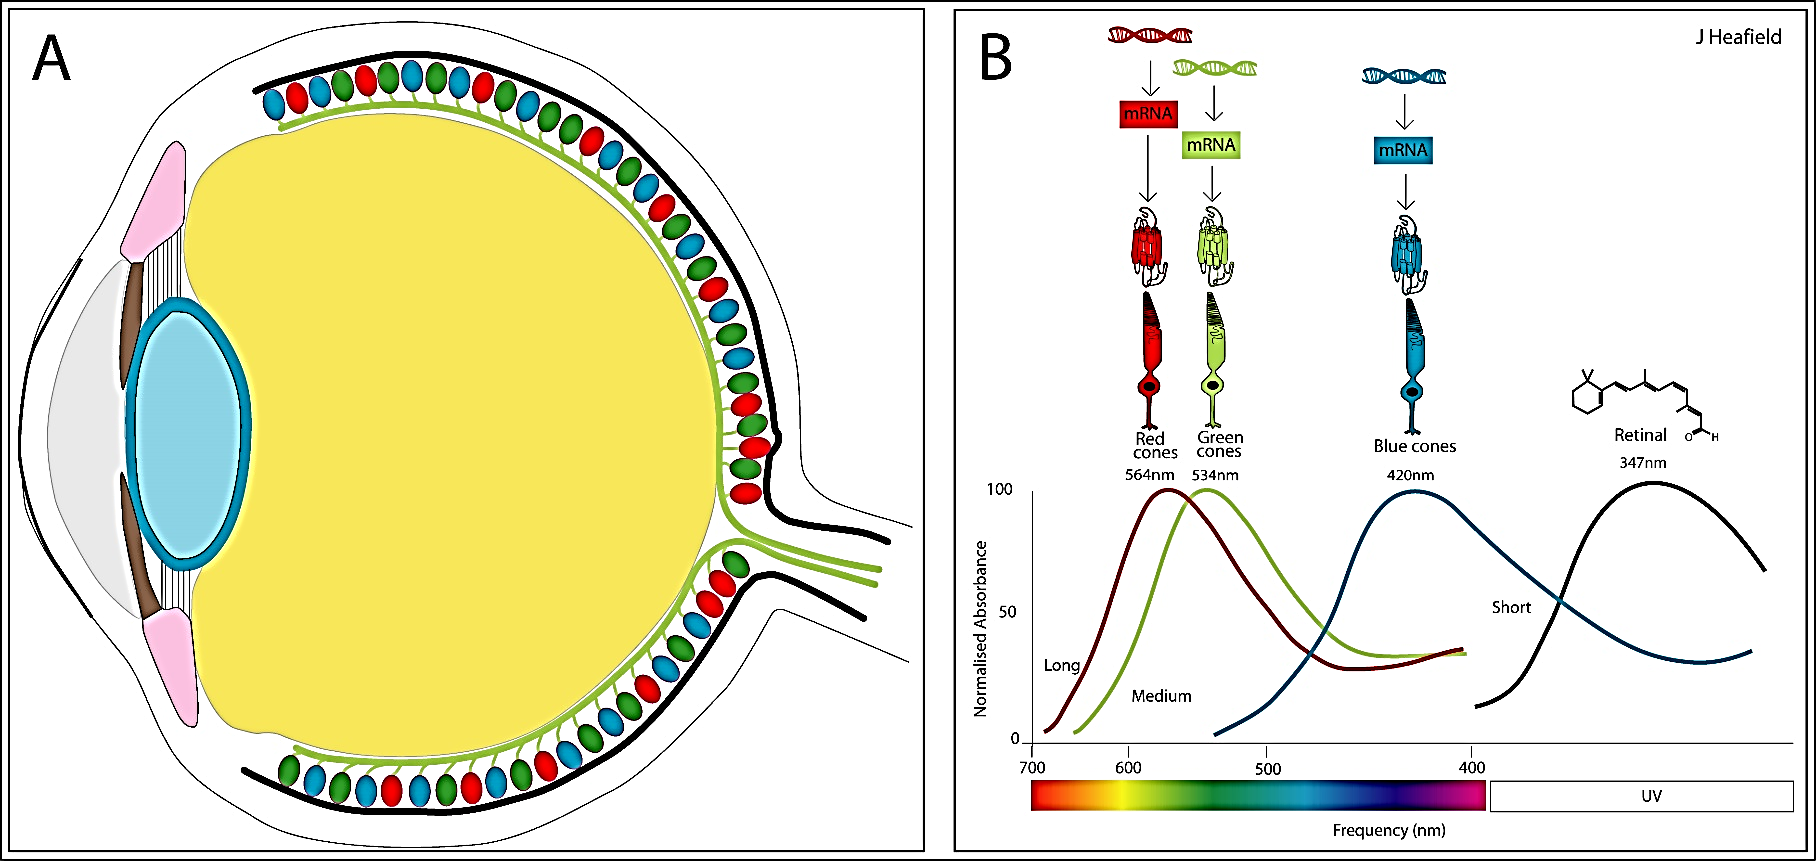 A
B
J Heafield
mRNA
mRNA
mRNA
Red
cones
564nm
Green
cones
534nm
Blue cones
420nm
Retinal
O
H
347nm
100
50
0
Normalised Absorbance
Long
Medium
Short
700
600
500
400
UV
Frequency (nm)